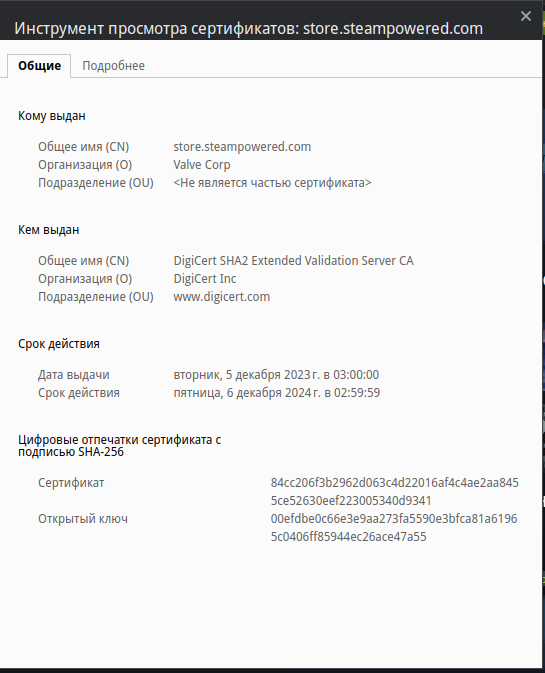 Инструмент просмотра сертификатов: store.steampowered.com
Общие Подробнее
Кому выдан
Общее имя (CN) store.steampowered.com
Организация (O) Valve Corp
Подразделение (OU) <Не является частью сертификата>
Кем выдан
Общее имя (CN) DigiCert SHA2 Extended Validation Server CA
Организация (O) DigiCert Inc
Подразделение (OU) www.digicert.com
Срок действия
Дата выдачи вторник, 5 декабря 2023 г. в 03:00:00
Срок действия пятница, 6 декабря 2024 г. в 02:59:59
Цифровые отпечатки сертификата с
подписью SHA-256
Сертификат 84cc206f3b2962d063c4d22016af4c4ae2aa845
5ce52630eef223005340d9341
Открытый ключ 00efdbe0c66e3e9aa273fa5590e3bfca81a6196
5c0406ff85944ec26ace47a55